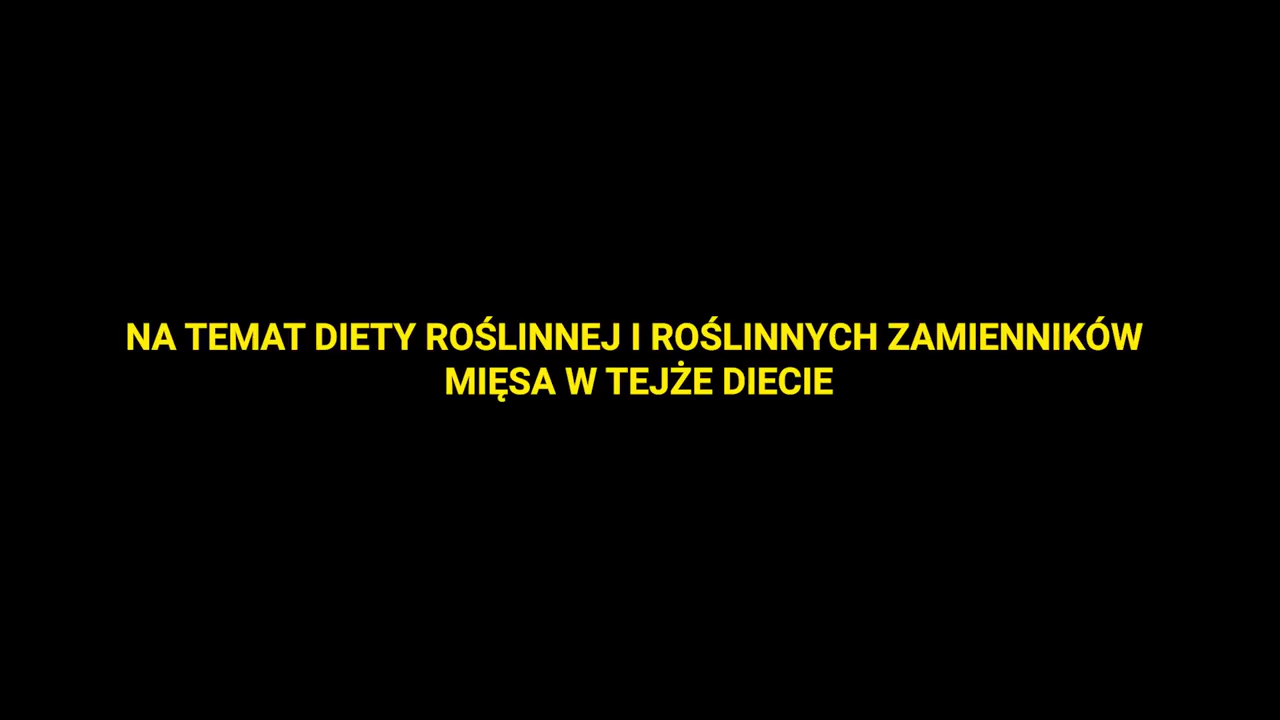 NA TEMAT DIETY ROŚLINNEJ I ROŚLINNYCH ZAMIENNIKÓW
MIĘSA W TEJŻE DIECIE